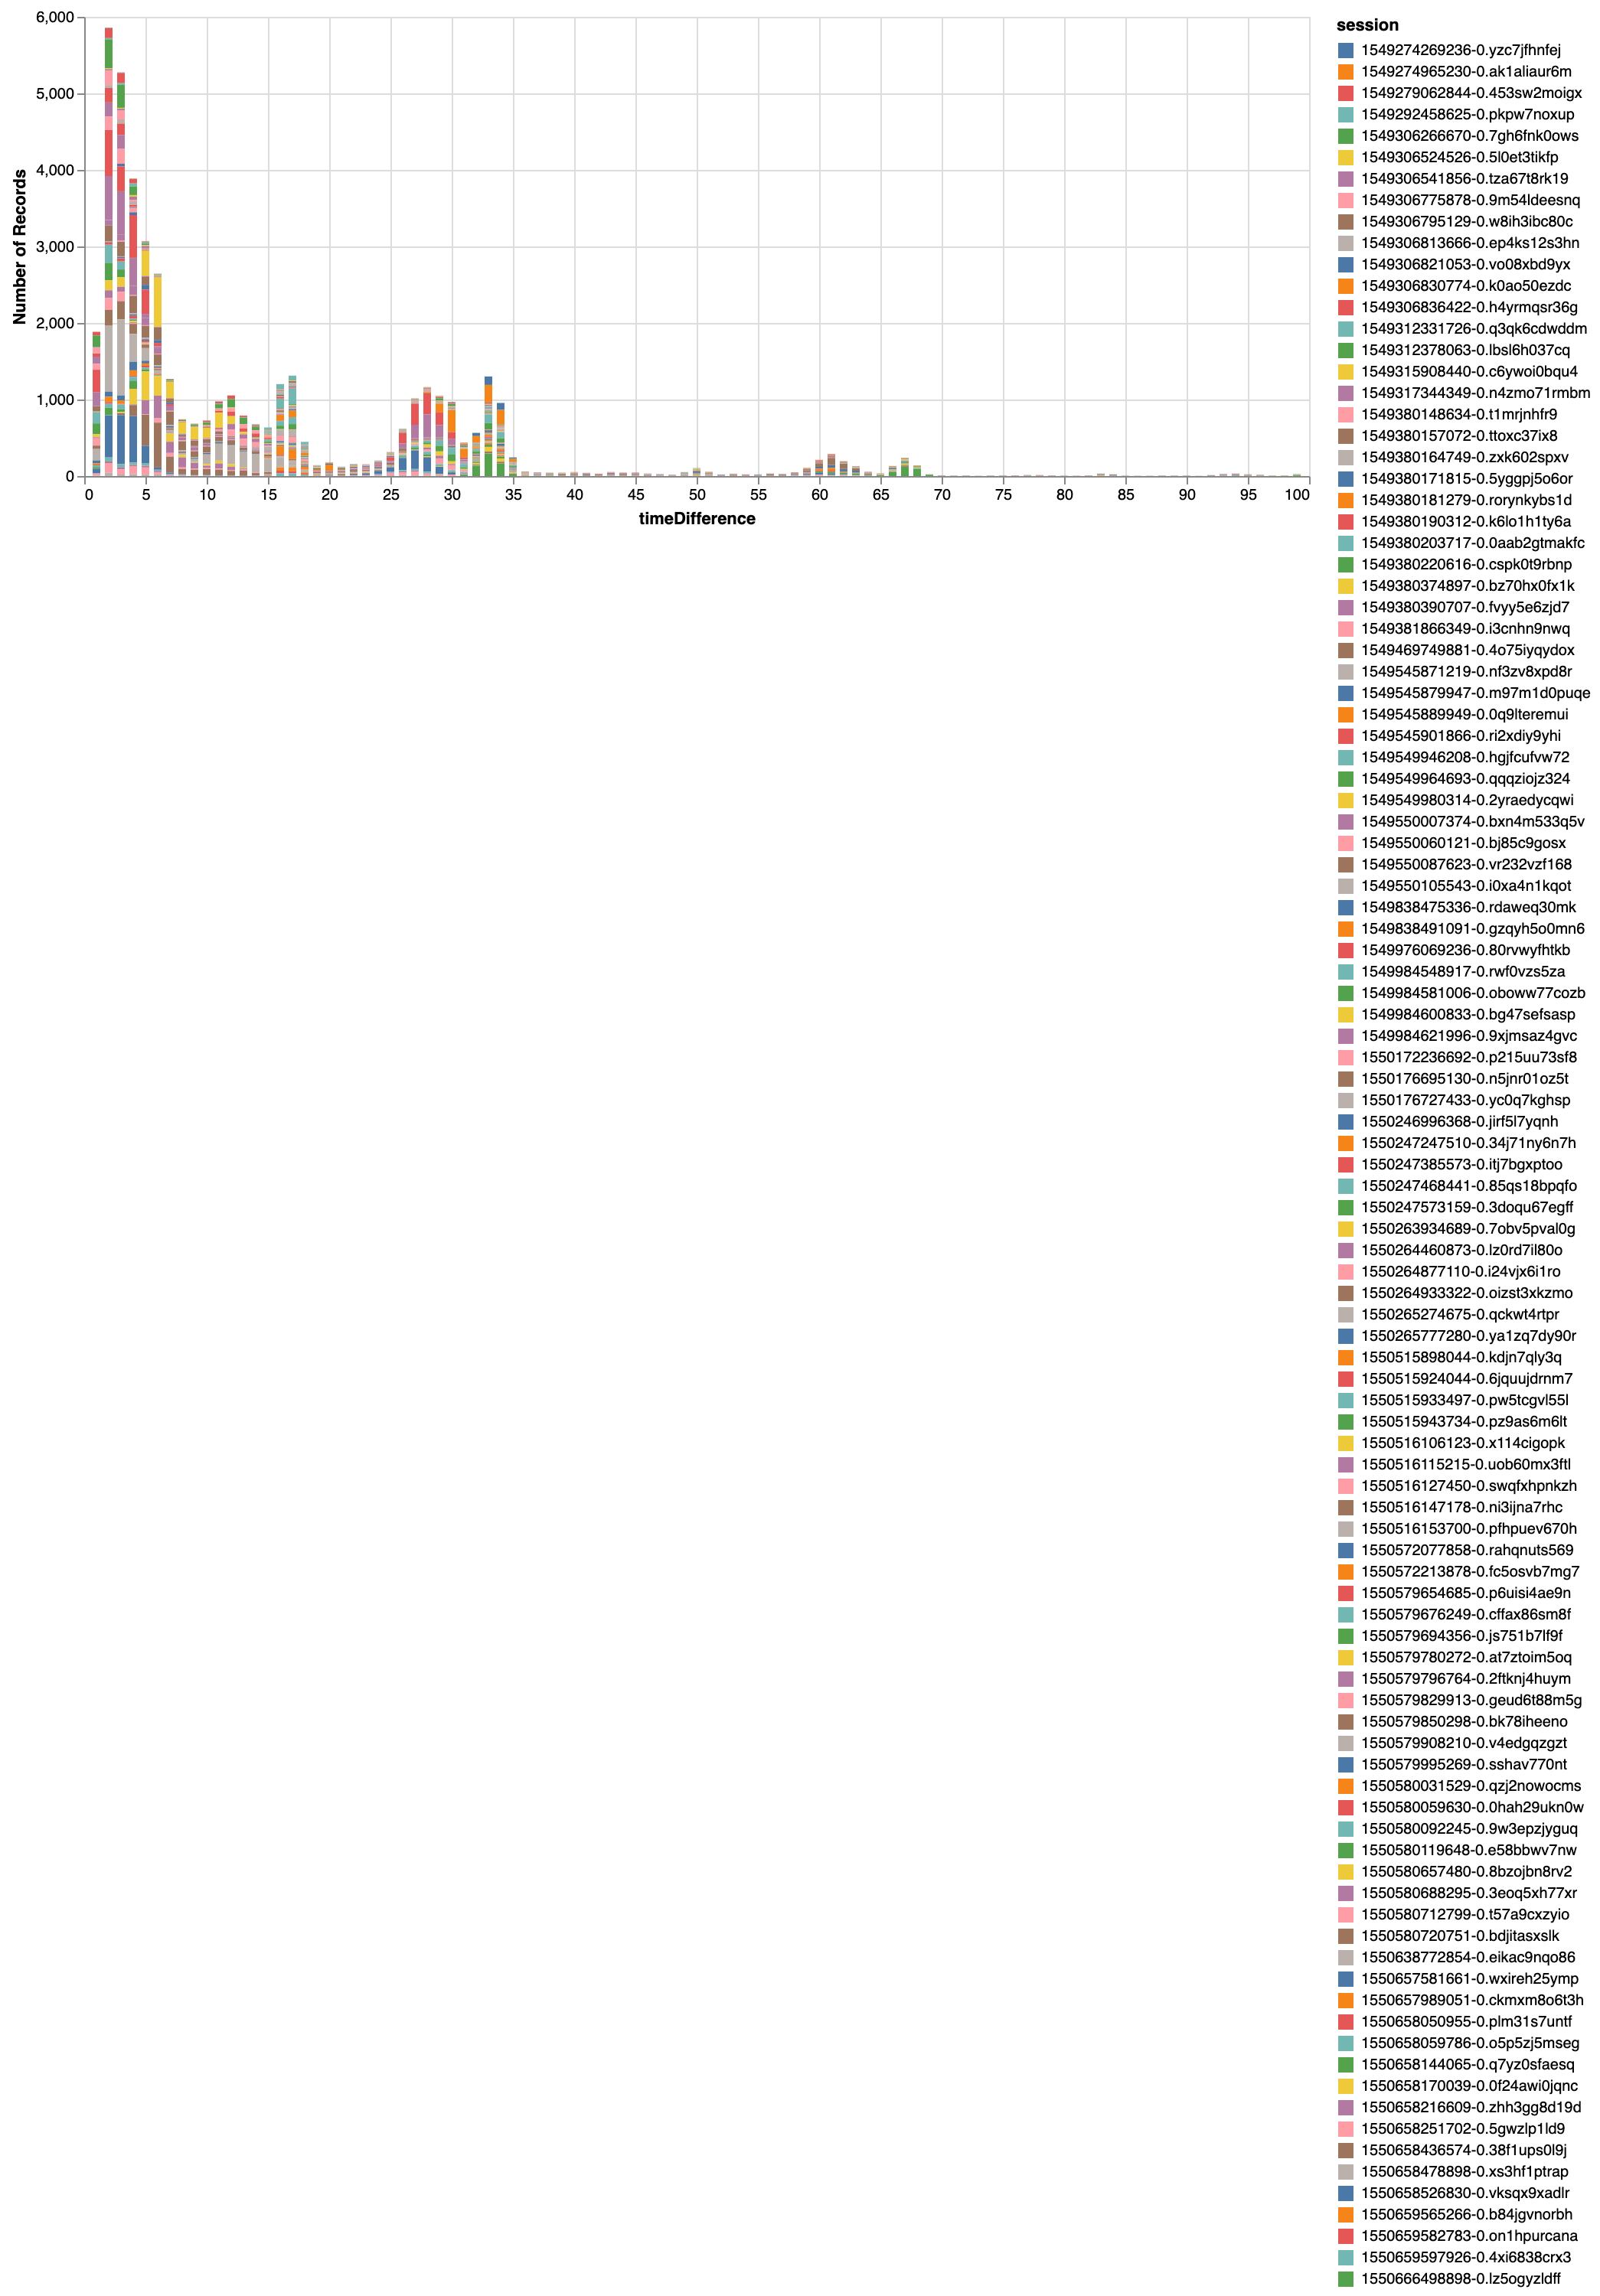 6,000
5,000
4,000
3,000
2,000
1,000
0
Number of Records
0 5 10 15 20 25 30 35 40 45 50 55 60 65 70 75 80 85 90 95 100
timeDifference
session
1549274269236-0.yzc7jfhnfej
1549274965230-0.ak1aliaur6m
1549279062844-0.453sw2moigx
1549292458625-0.pkpw7noxup
1549306266670-0.7gh6fnk0ows
1549306524526-0.5l0et3tikfp
1549306541856-0.tza67t8rk19
1549306775878-0.9m54ldeesnq
1549306795129-0.w8ih3ibc80c
1549306813666-0.ep4ks12s3hn
1549306821053-0.vo08xbd9yx
1549306830774-0.k0ao50ezdc
1549306836422-0.h4yrmqsr36g
1549312331726-0.q3qk6cdwddm
1549312378063-0.lbsl6h037cq
1549315908440-0.c6ywoi0bqu4
1549317344349-0.n4zmo71rmbm
1549380148634-0.t1mrjnhfr9
1549380157072-0.ttoxc37ix8
1549380164749-0.zxk602spxv
1549380171815-0.5yggpj5o6or
1549380181279-0.rorynkybs1d
1549380190312-0.k6lo1h1ty6a
1549380203717-0.0aab2gtmakfc
1549380220616-0.cspk0t9rbnp
1549380374897-0.bz70hx0fx1k
1549380390707-0.fvyy5e6zjd7
1549381866349-0.i3cnhn9nwq
1549469749881-0.4o75iyqydox
1549545871219-0.nf3zv8xpd8r
1549545879947-0.m97m1d0puqe
1549545889949-0.0q9lteremui
1549545901866-0.ri2xdiy9yhi
1549549946208-0.hgjfcufvw72
1549549964693-0.qqqziojz324
1549549980314-0.2yraedycqwi
1549550007374-0.bxn4m533q5v
1549550060121-0.bj85c9gosx
1549550087623-0.vr232vzf168
1549550105543-0.i0xa4n1kqot
1549838475336-0.rdaweq30mk
1549838491091-0.gzqyh5o0mn6
1549976069236-0.80rvwyfhtkb
1549984548917-0.rwf0vzs5za
1549984581006-0.oboww77cozb
1549984600833-0.bg47sefsasp
1549984621996-0.9xjmsaz4gvc
1550172236692-0.p215uu73sf8
1550176695130-0.n5jnr01oz5t
1550176727433-0.yc0q7kghsp
1550246996368-0.jirf5l7yqnh
1550247247510-0.34j71ny6n7h
1550247385573-0.itj7bgxptoo
1550247468441-0.85qs18bpqfo
1550247573159-0.3doqu67egff
1550263934689-0.7obv5pval0g
1550264460873-0.lz0rd7il80o
1550264877110-0.i24vjx6i1ro
1550264933322-0.oizst3xkzmo
1550265274675-0.qckwt4rtpr
1550265777280-0.ya1zq7dy90r
1550515898044-0.kdjn7qly3q
1550515924044-0.6jquujdrnm7
1550515933497-0.pw5tcgvl55l
1550515943734-0.pz9as6m6lt
1550516106123-0.x114cigopk
1550516115215-0.uob60mx3ftl
1550516127450-0.swqfxhpnkzh
1550516147178-0.ni3ijna7rhc
1550516153700-0.pfhpuev670h
1550572077858-0.rahqnuts569
1550572213878-0.fc5osvb7mg7
1550579654685-0.p6uisi4ae9n
1550579676249-0.cffax86sm8f
1550579694356-0.js751b7lf9f
1550579780272-0.at7ztoim5oq
1550579796764-0.2ftknj4huym
1550579829913-0.geud6t88m5g
1550579850298-0.bk78iheeno
1550579908210-0.v4edgqzgzt
1550579995269-0.sshav770nt
1550580031529-0.qzj2nowocms
1550580059630-0.0hah29ukn0w
1550580092245-0.9w3epzjyguq
1550580119648-0.e58bbwv7nw
1550580657480-0.8bzojbn8rv2
1550580688295-0.3eoq5xh77xr
1550580712799-0.t57a9cxzyio
1550580720751-0.bdjitasxslk
1550638772854-0.eikac9nqo86
1550657581661-0.wxireh25ymp
1550657989051-0.ckmxm8o6t3h
1550658050955-0.plm31s7untf
1550658059786-0.o5p5zj5mseg
1550658144065-0.q7yz0sfaesq
1550658170039-0.0f24awi0jqnc
1550658216609-0.zhh3gg8d19d
1550658251702-0.5gwzlp1ld9
1550658436574-0.38f1ups0l9j
1550658478898-0.xs3hf1ptrap
1550658526830-0.vksqx9xadlr
1550659565266-0.b84jgvnorbh
1550659582783-0.on1hpurcana
1550659597926-0.4xi6838crx3
1550666498898-0.lz5ogyzldff